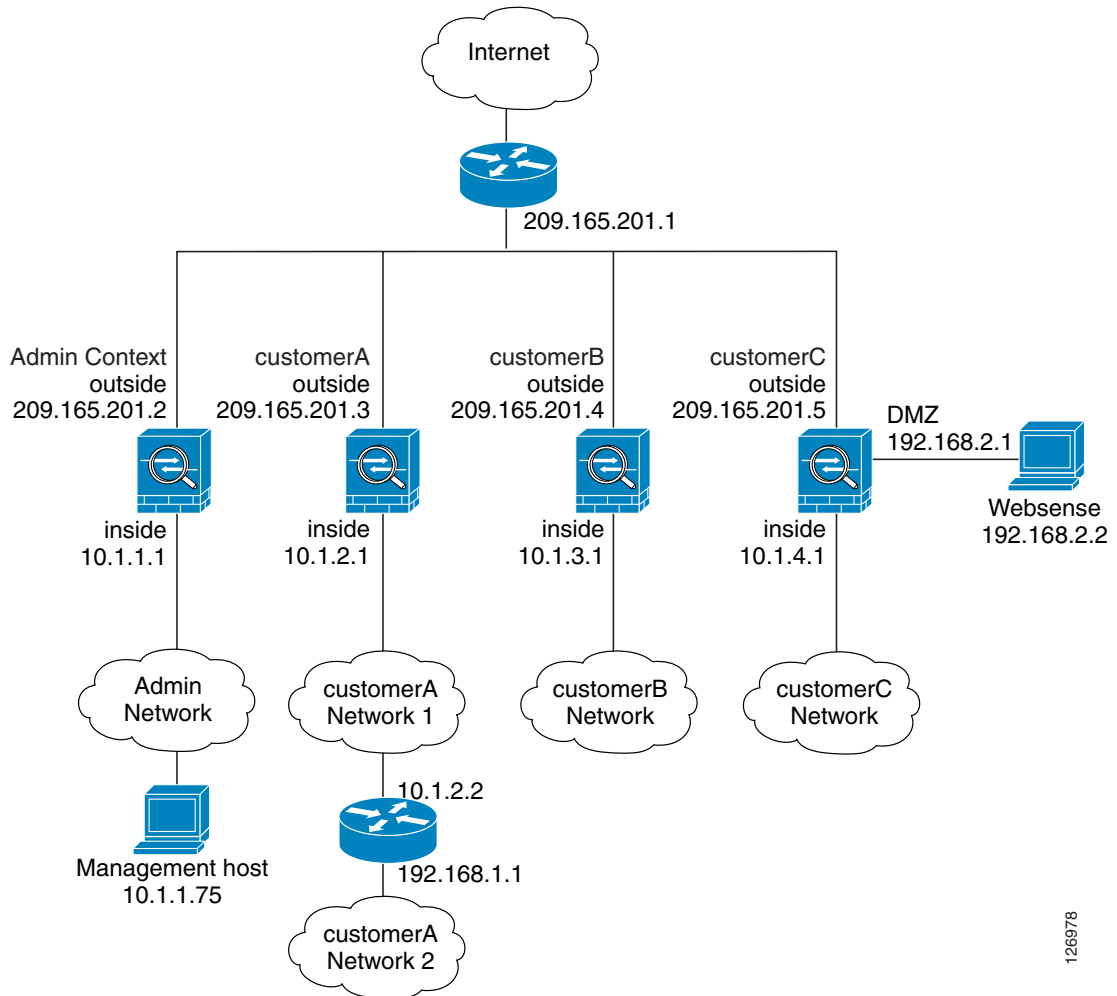 Internet
209.165.201.1
Admin Context
outside
209.165.201.2
customerA
outside
209.165.201.3
customerB
outside
209.165.201.4
customerC
outside
209.165.201.5
DMZ
192.168.2.1
Websense
192.168.2.2
inside
10.1.1.1
inside
10.1.2.1
inside
10.1.3.1
inside
10.1.4.1
Admin
Network
customerA
Network 1
customerB
Network
customerC
Network
10.1.2.2
Management host
10.1.1.75
192.168.1.1
customerA
Network 2
126978